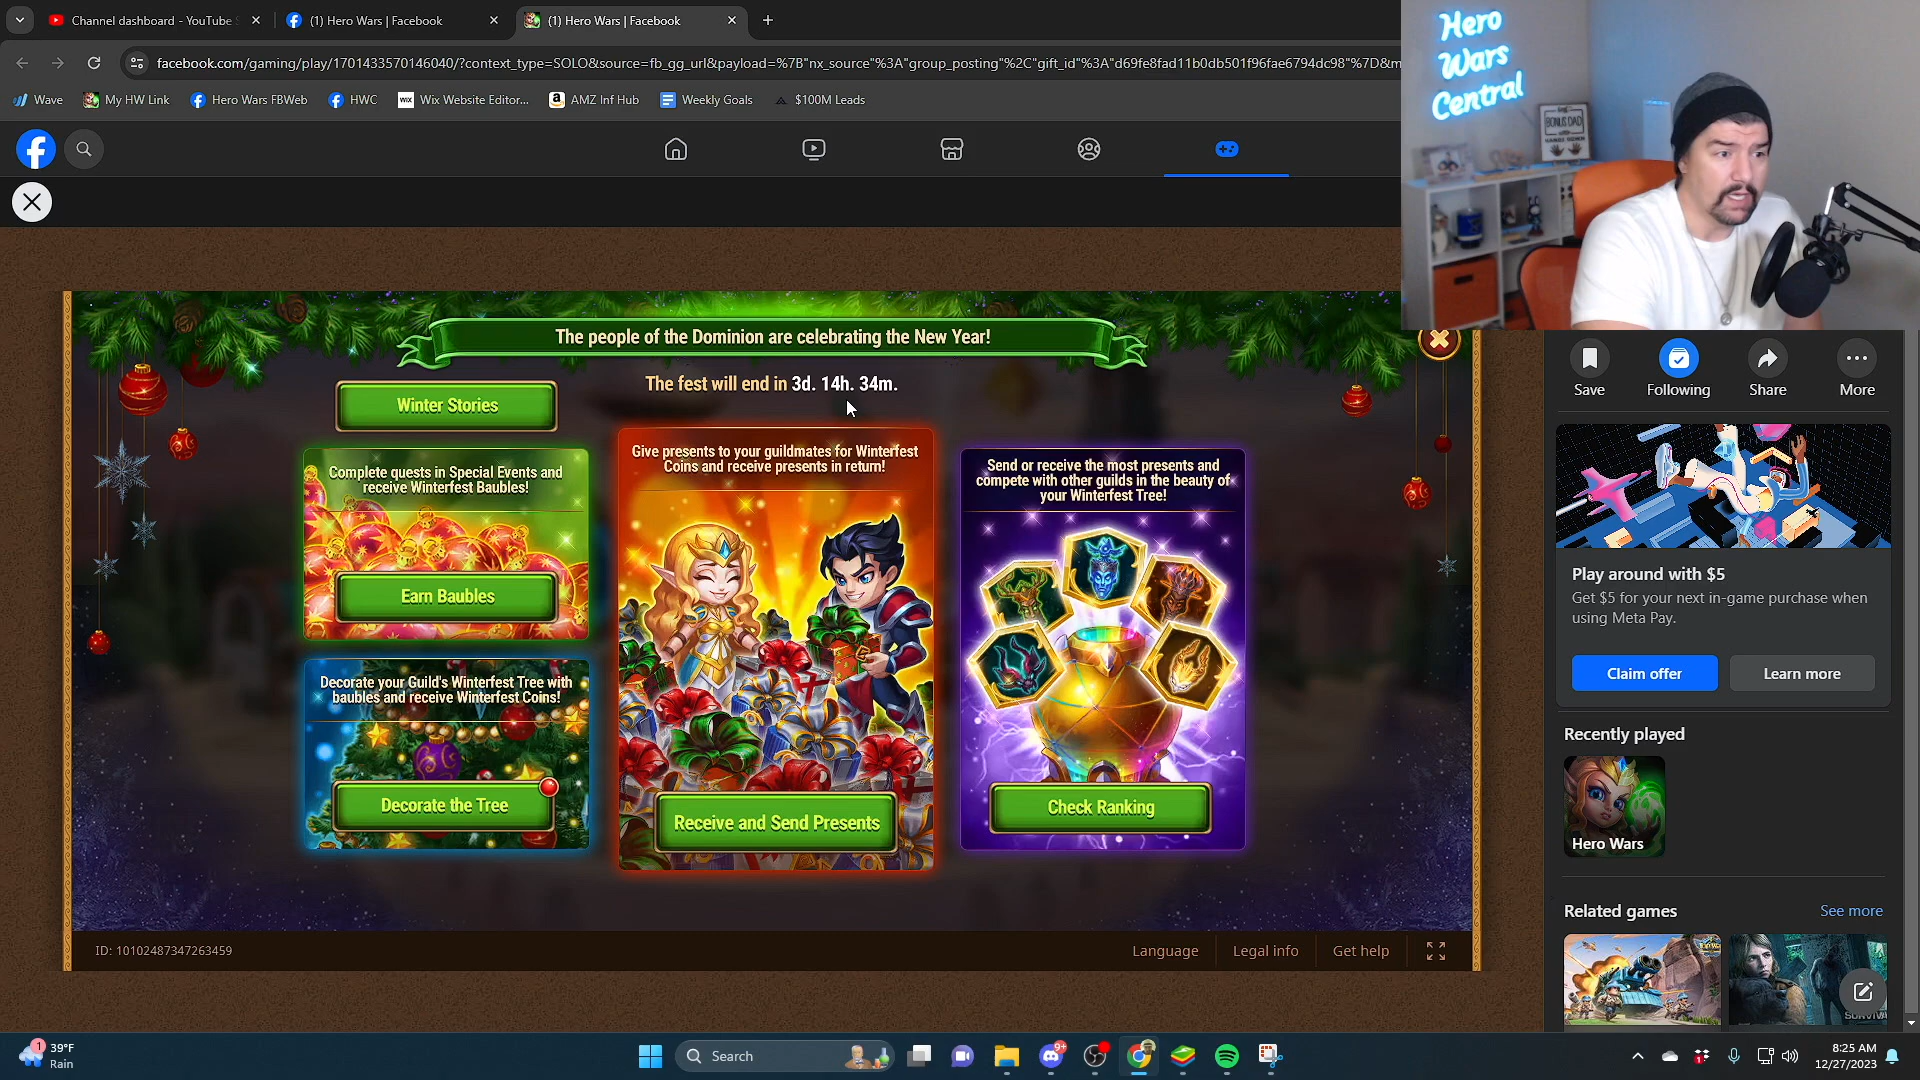 Channel dashboard - YouTube S
(1) Hero Wars | Facebook
(1) Hero Wars | Facebook
facebook.com/gaming/play/1701433570146040/?context_type=SOLO&source=fb_gg_url&payload=%7B"nx_source"%3A"group_posting"%2C"gift_id"%3A"d69fe8fad11b0db501f96fae6794dc98"%7D&m
Wave
My HW Link
Hero Wars FBWeb
HWC
WIX
Wix Website Editor...
AMZ Inf Hub
Weekly Goals
$100M Leads
Hero
Wars
Central
BONUS DAD
The people of the Dominion are celebrating the New Year!
The fest will end in 3d. 14h. 34m.
Winter Stories
Complete quests in Special Events and
receive Winterfest Baubles!
Earn Baubles
Decorate your Guild's Winterfest Tree with
baubles and receive Winterfest Coins!
Decorate the Tree
Give presents to your guildmates for Winterfest
Coins and receive presents in return!
Receive and Send Presents
Send or receive the most presents and
compete with other guilds in the beauty of
your Winterfest Tree!
Check Ranking
ID: 10102487347263459
Language
Legal info
Get help
Save
Following
Share
More
Play around with $5
Get $5 for your next in-game purchase when
using Meta Pay.
Claim offer
Learn more
Recently played
Hero Wars
Related games
See more
1
39°F
Rain
Search
9+
8:25 AM
12/27/2023